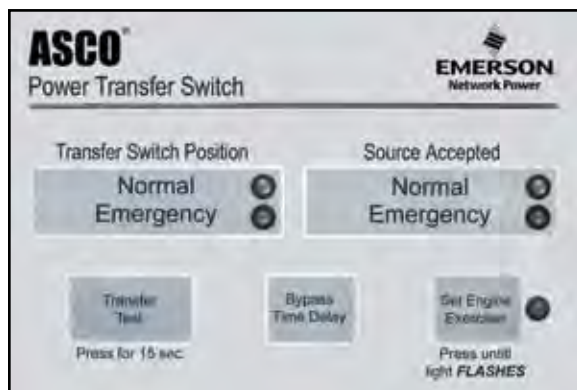 ASCO®
EMERSON
Network Power
Power Transfer Switch
Transfer Switch Position
Source Accepted
Normal
Emergency
Normal
Emergency
Transfer
Test
Bypass
Time Delay
Set Engine
Exerciser
Press for 15 sec.
Press until
light FLASHES